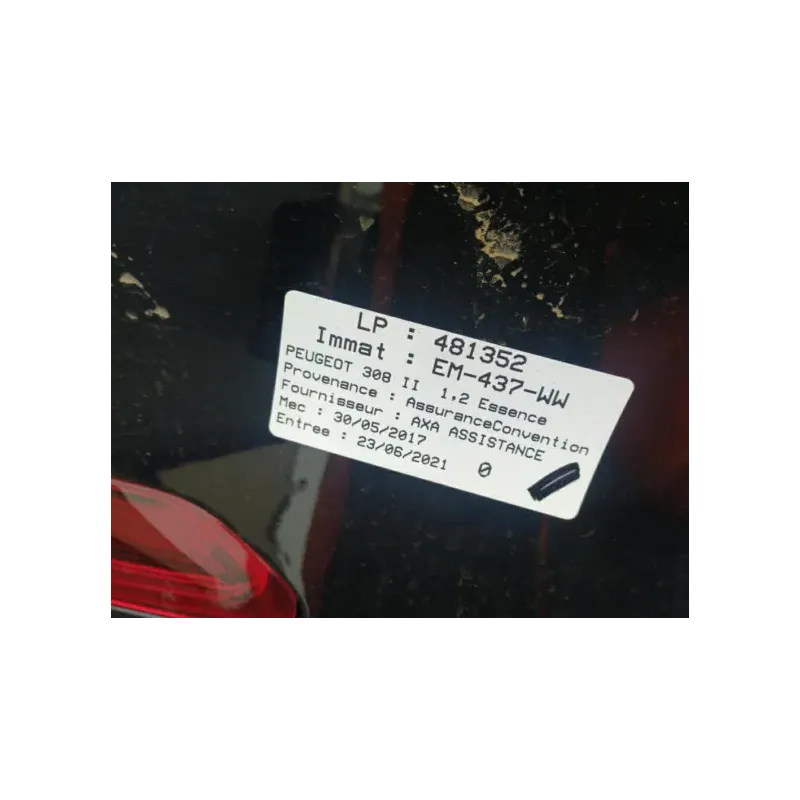 LP : 481352
Immat : EM-437-WW
PEUGEOT 308 II 1,2 Essence
Provenance : AssuranceConvention
Fournisseur : AXA ASSISTANCE
Mec : 30/05/2017
Entree : 23/06/2021 0